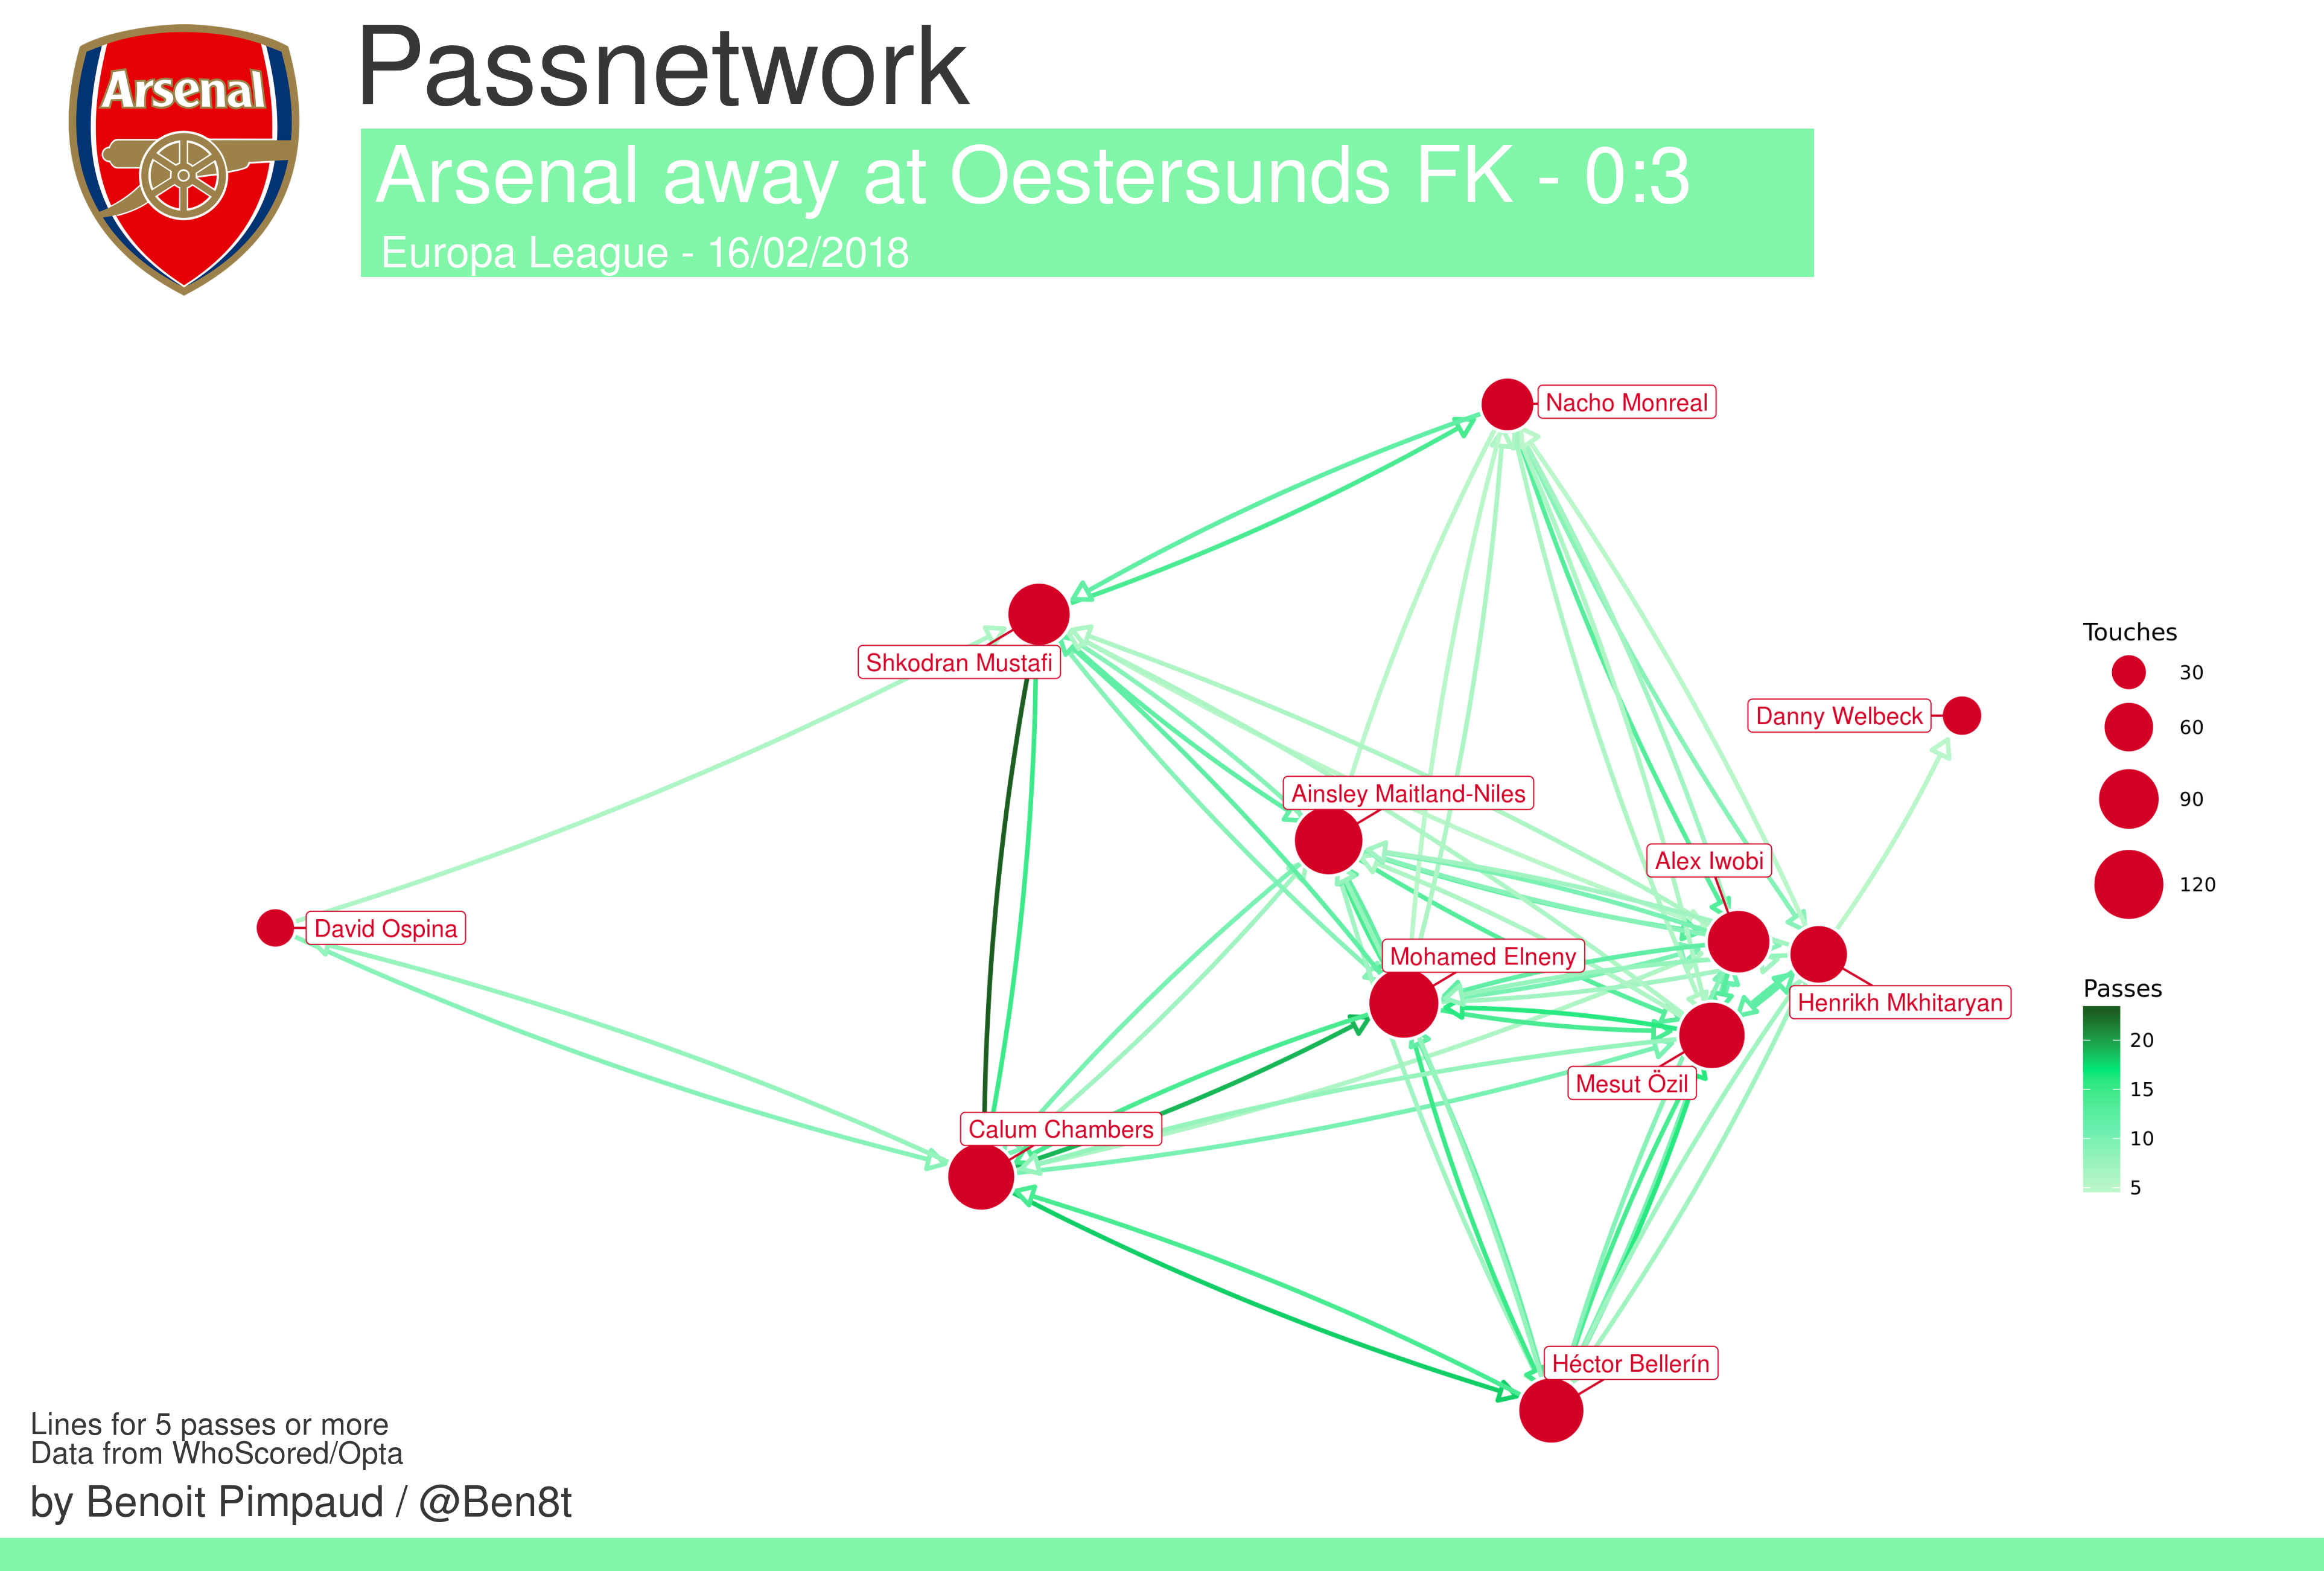 Arsenal
Passnetwork
Arsenal away at Oestersunds FK - 0:3
Europa League - 16/02/2018
Nacho Monreal
Shkodran Mustafi
Danny Welbeck
Ainsley Maitland-Niles
Alex Iwobi
David Ospina
Mohamed Elneny
Henrikh Mkhitaryan
Mesut Özil
Calum Chambers
Héctor Bellerín
Touches
30
60
90
120
Passes
20
15
10
5
Lines for 5 passes or more
Data from WhoScored/Opta
by Benoit Pimpaud / @Ben8t